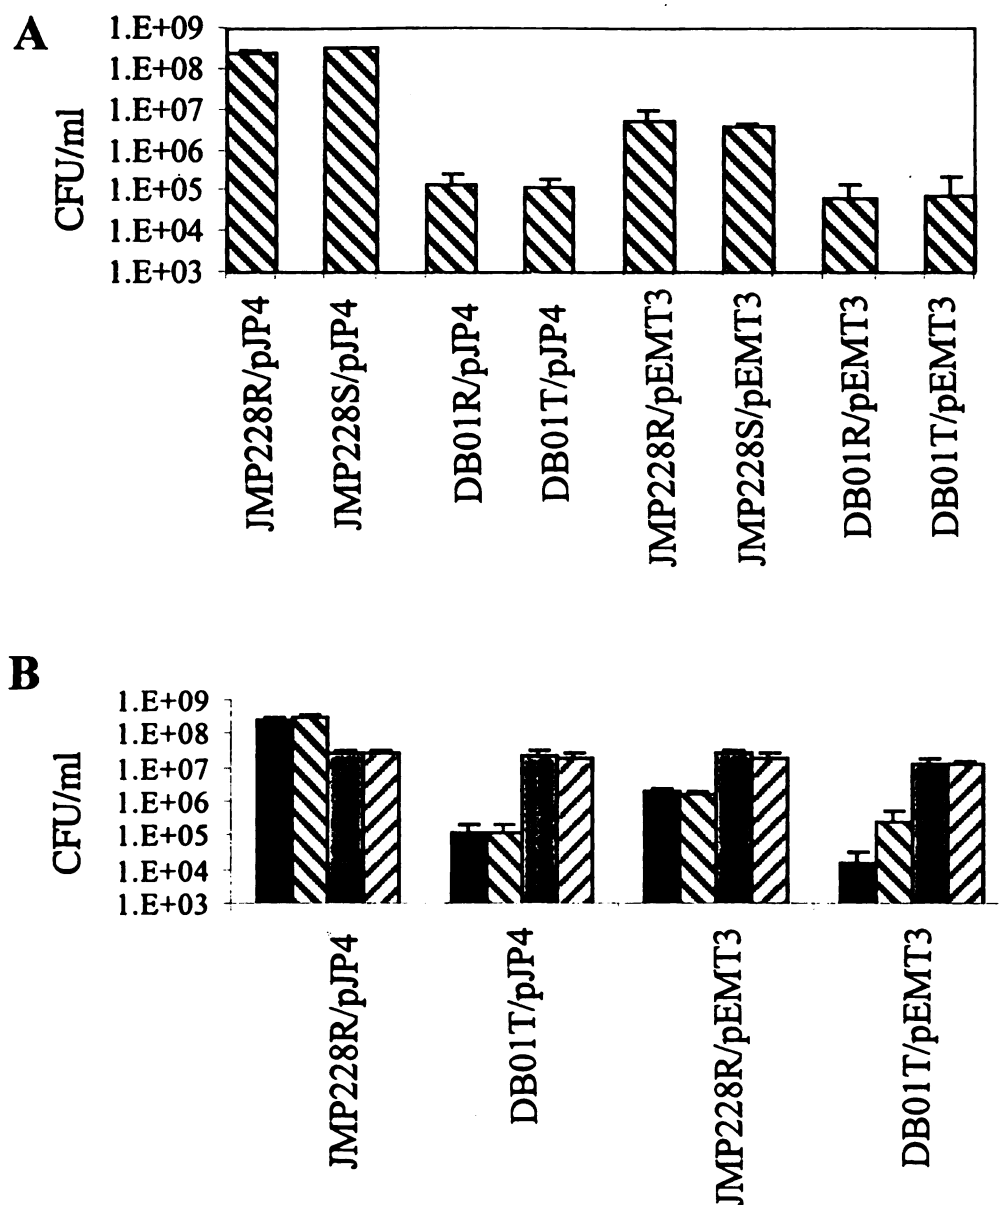 A
1.E+09
1.E+08
1.E+07
1.E+06
1.E+05
1.E+04
1.E+03
CFU/ml
JMP228R/pJP4
JMP228S/pJP4
DB01R/pJP4
DB01T/pJP4
JMP228R/pEMT3
JMP228S/pEMT3
DB01R/pEMT3
DB01T/pEMT3
B
1.E+09
1.E+08
1.E+07
1.E+06
1.E+05
1.E+04
1.E+03
CFU/ml
JMP228R/pJP4
DB01T/pJP4
JMP228R/pEMT3
DB01T/pEMT3